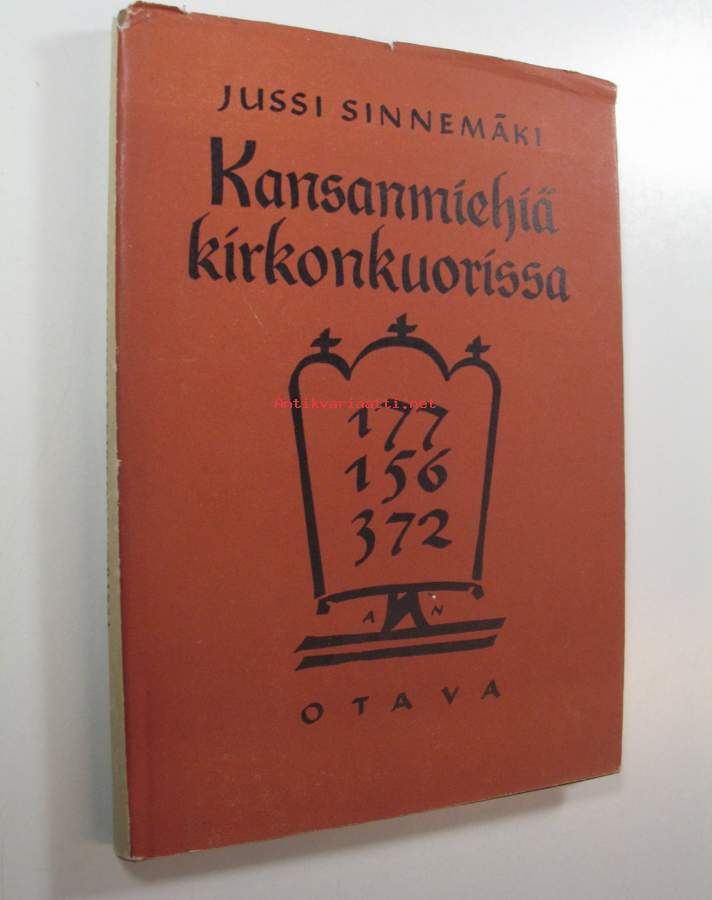 JUSSI SINNEMÄKI
Kansanmiehiä
kirkonkuorissa
Antikvariaatti.net
177
156
372
A N
OTAVA